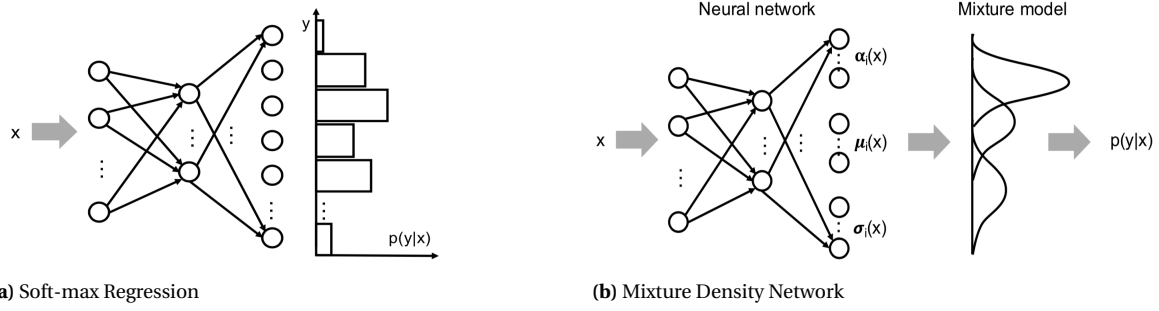 x
y
p(y|x)
a) Soft-max Regression
Neural network
Mixture model
x
αi(x)
μi(x)
σi(x)
p(y|x)
(b) Mixture Density Network